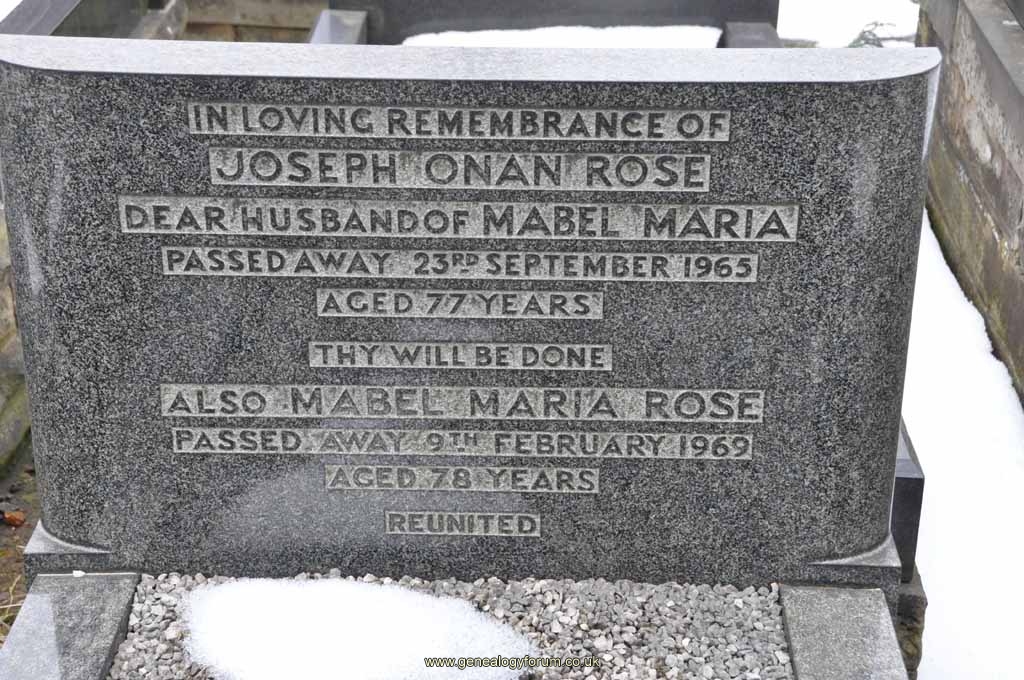 IN LOVING REMEMBRANCE OF
JOSEPH ONAN ROSE
DEAR HUSBAND OF MABEL MARIA
PASSED AWAY 23RD SEPTEMBER 1965
AGED 77 YEARS
THY WILL BE DONE
ALSO MABEL MARIA ROSE
PASSED AWAY 9TH FEBRUARY 1969
AGED 78 YEARS
REUNITED
www.genealogyforum.co.uk